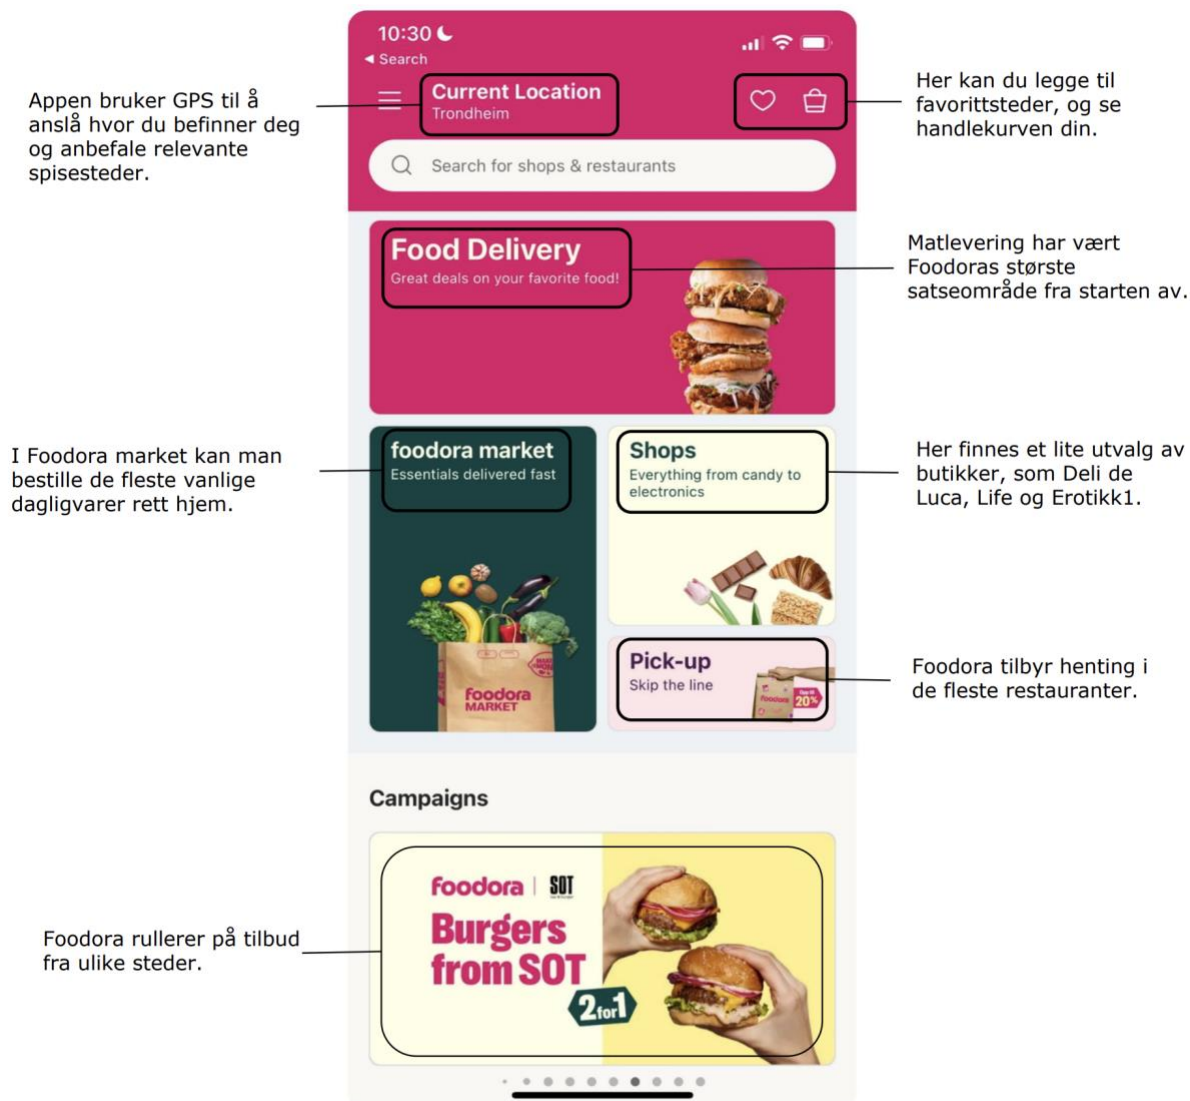 10:30
◀ Search
Current Location
Trondheim
Search for shops & restaurants
Appen bruker GPS til å
anslå hvor du befinner deg
og anbefale relevante
spisesteder.
Her kan du legge til
favorittsteder, og se
handlekurven din.
Food Delivery
Great deals on your favorite food!
Matlevering har vært
Foodoras største
satseområde fra starten av.
foodora market
Essentials delivered fast
I Foodora market kan man
bestille de fleste vanlige
dagligvarer rett hjem.
foodora
MARKET
Shops
Everything from candy to
electronics
Her finnes et lite utvalg av
butikker, som Deli de
Luca, Life og Erotikk1.
Pick-up
Skip the line
foodora
20%
Foodora tilbyr henting i
de fleste restauranter.
Campaigns
foodora | SOT
Burgers
from SOT
2for1
Foodora rullerer på tilbud
fra ulike steder.